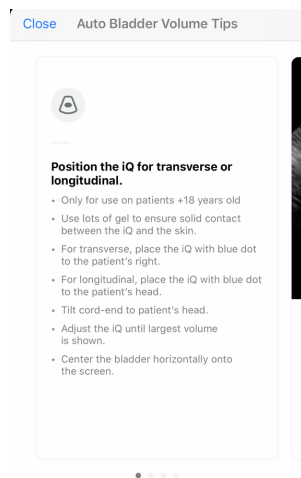 Close Auto Bladder Volume Tips
Position the iQ for transverse or
longitudinal.
• Only for use on patients +18 years old
• Use lots of gel to ensure solid contact
between the iQ and the skin.
• For transverse, place the iQ with blue dot
to the patient's right.
• For longitudinal, place the iQ with blue dot
to the patient's head.
• Tilt cord-end to patient's head.
• Adjust the iQ until largest volume
is shown.
• Center the bladder horizontally onto
the screen.